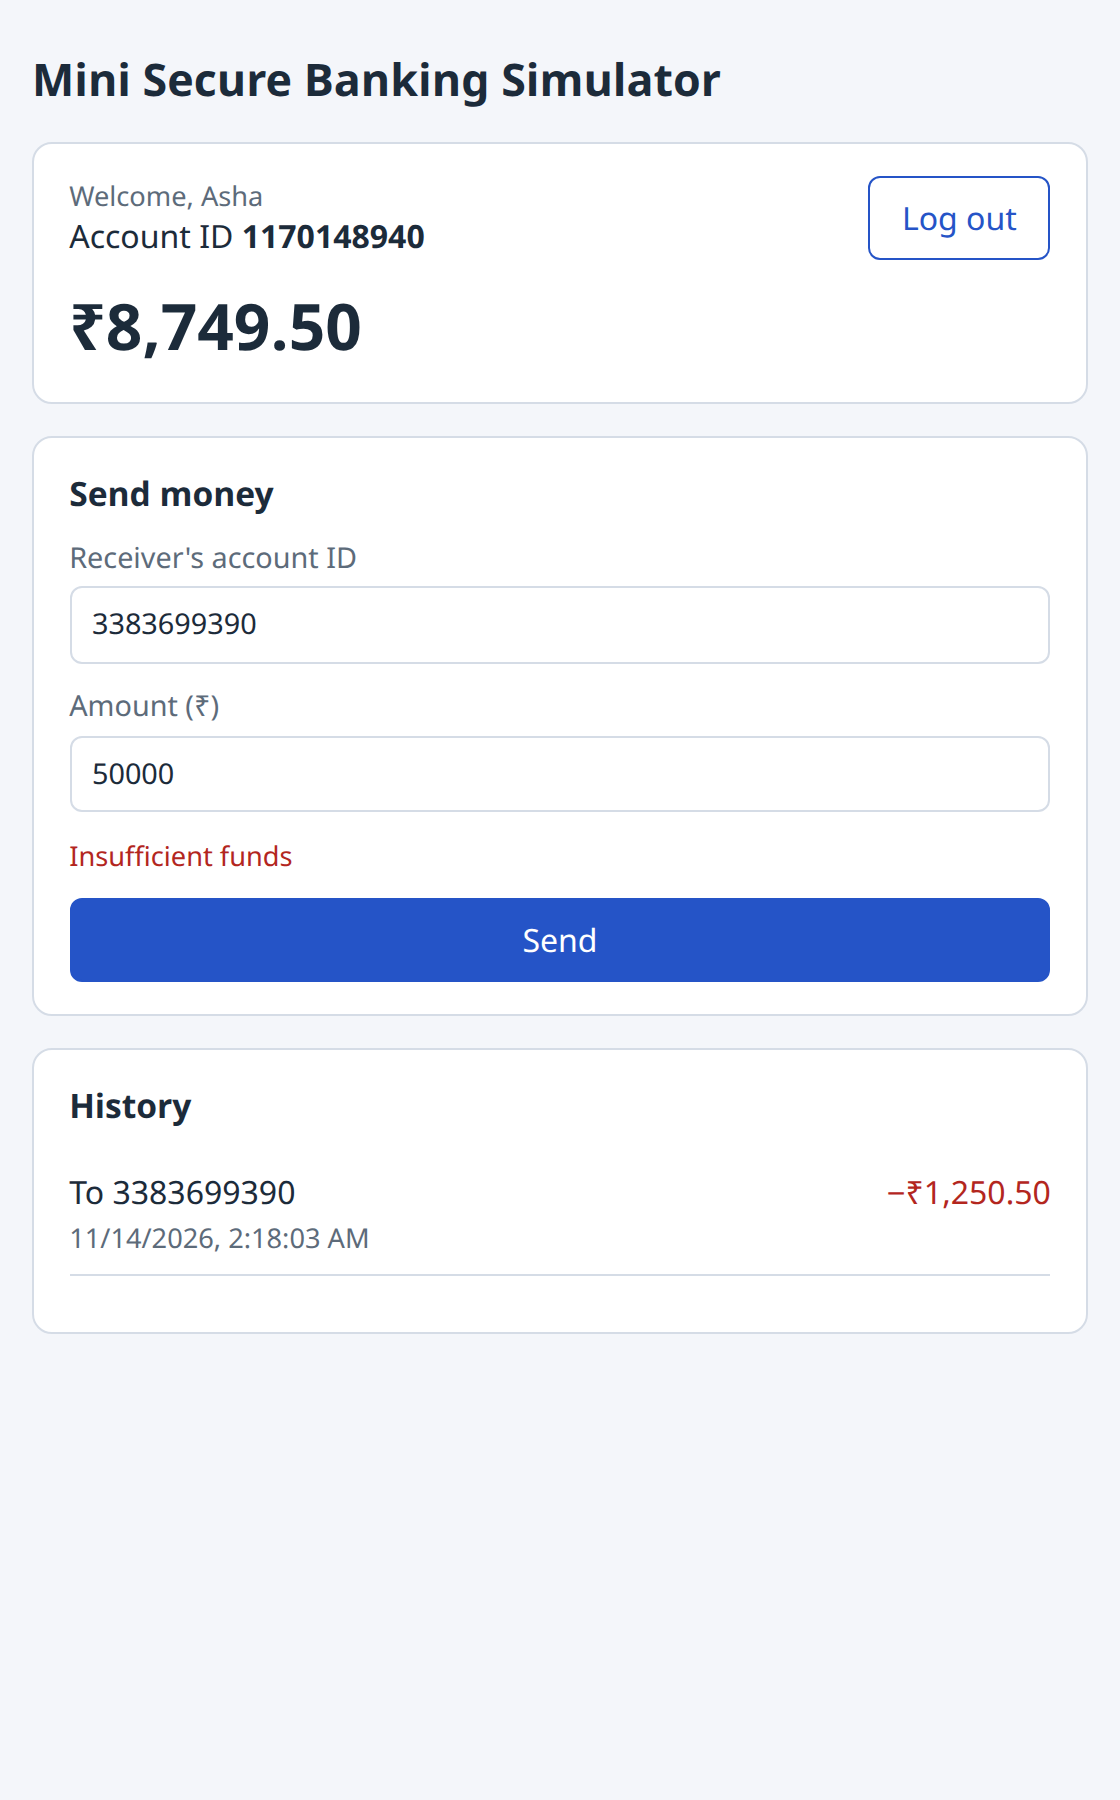 Mini Secure Banking Simulator
Welcome, Asha
Account ID 1170148940
Log out
₹8,749.50
Send money
Receiver's account ID
3383699390
Amount (₹)
50000
Insufficient funds
Send
History
To 3383699390
−₹1,250.50
11/14/2026, 2:18:03 AM